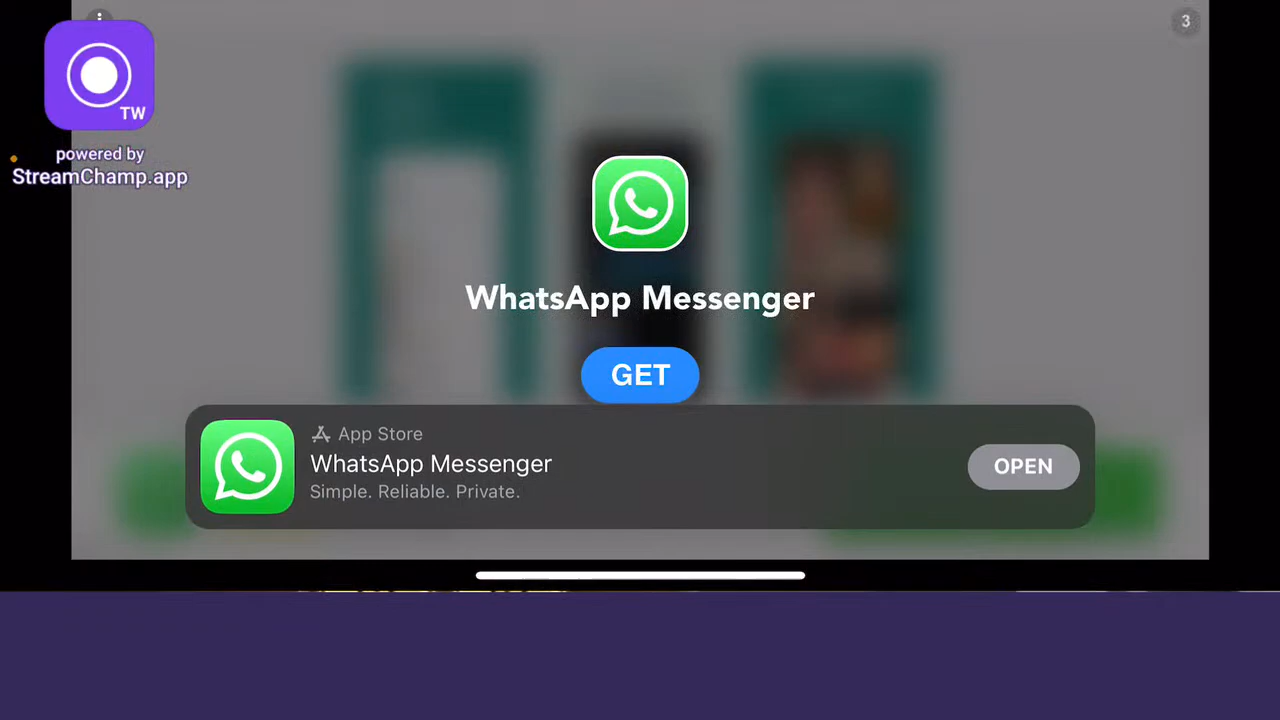 3
TW
powered by
StreamChamp.app
WhatsApp Messenger
GET
App Store
WhatsApp Messenger
Simple. Reliable. Private.
OPEN